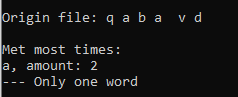 Origin file: q a b a  v d
Met most times:
a, amount: 2
--- Only one word